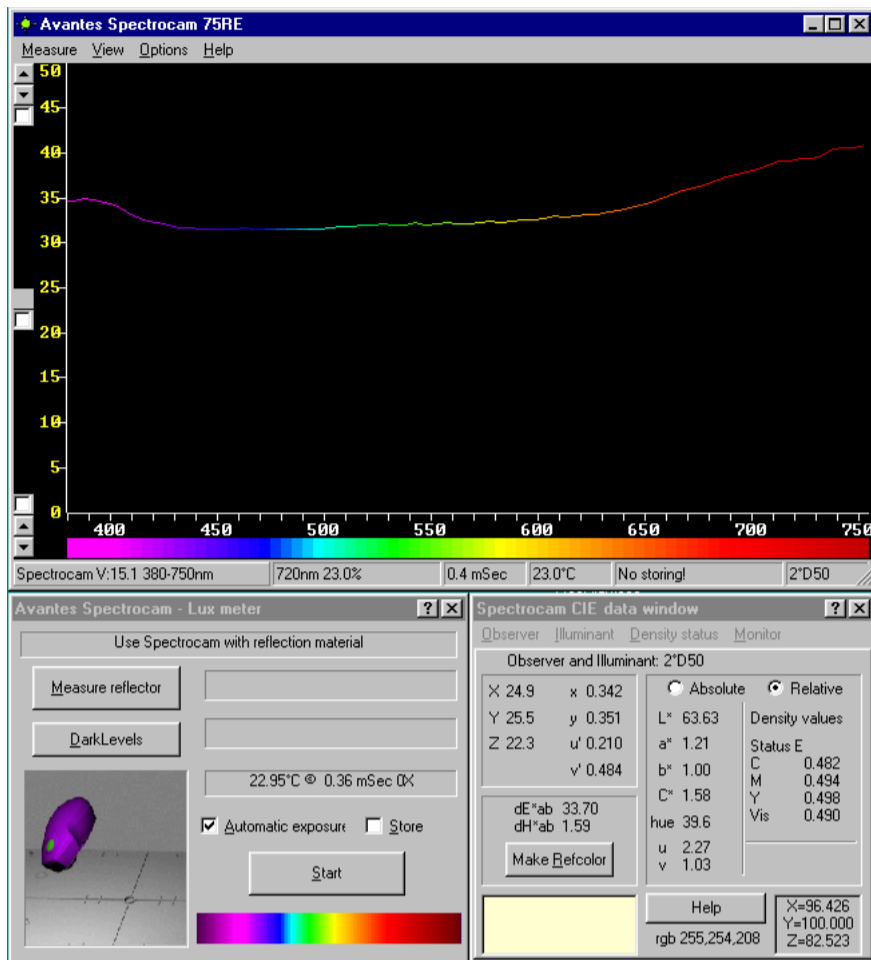 Avantes Spectrocam 75RE
Measure View Options Help
50
45
40
35
30
25
20
15
10
5
0
400 450 500 550 600 650 700 750
Spectrocam V:15.1 380-750nm 720nm 23.0% 0.4 mSec 23.0°C No storing! 2*D50
Avantes Spectrocam - Lux meter ?
Use Spectrocam with reflection material
Measure reflector
DarkLevels
22.95°C © 0.36 mSec 0X
Automatic exposure Store
Start
Spectrocam CIE data window ?
Observer Illuminant Density status Monitor
Observer and Illuminant: 2*D50
X 24.9 x 0.342
Y 25.5 y 0.351
Z 22.3 u' 0.210
v' 0.484
dE*ab 33.70
dH*ab 1.59
Make Refcolor
Absolute Relative
L* 63.63
a* 1.21
b* 1.00
C* 1.58
hue 39.6
u 2.27
v 1.03
Density values
Status E
C 0.482
M 0.494
Y 0.498
Vis 0.490
Help
rgb 255,254,208
X=96.426
Y=100.000
Z=82.523